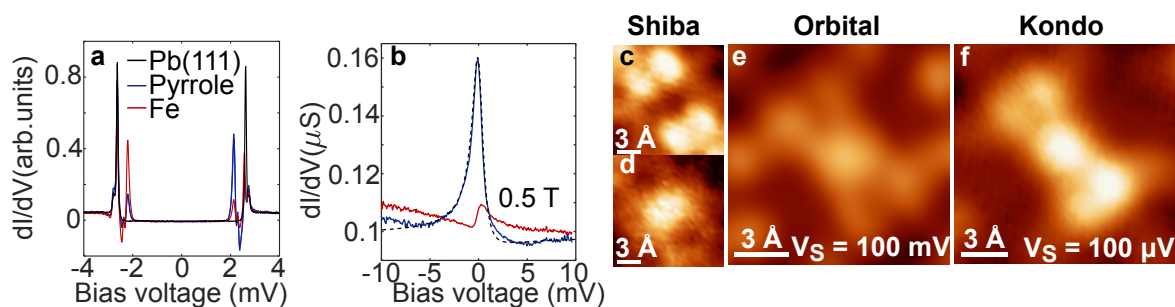 Shiba Orbital Kondo
a
Pb(111)
Pyrrole
Fe
0.8
0.4
0
-4 -2 0 2 4
Bias voltage (mV)
dI/dV(arb.units)
b
0.5 T
0.16
0.14
0.12
0.1
-10 -5 0 5 10
Bias voltage (mV)
dI/dV(μS)
c
3 Å
d
3 Å
e
3 Å V_S = 100 mV
f
3 Å V_S = 100 μV